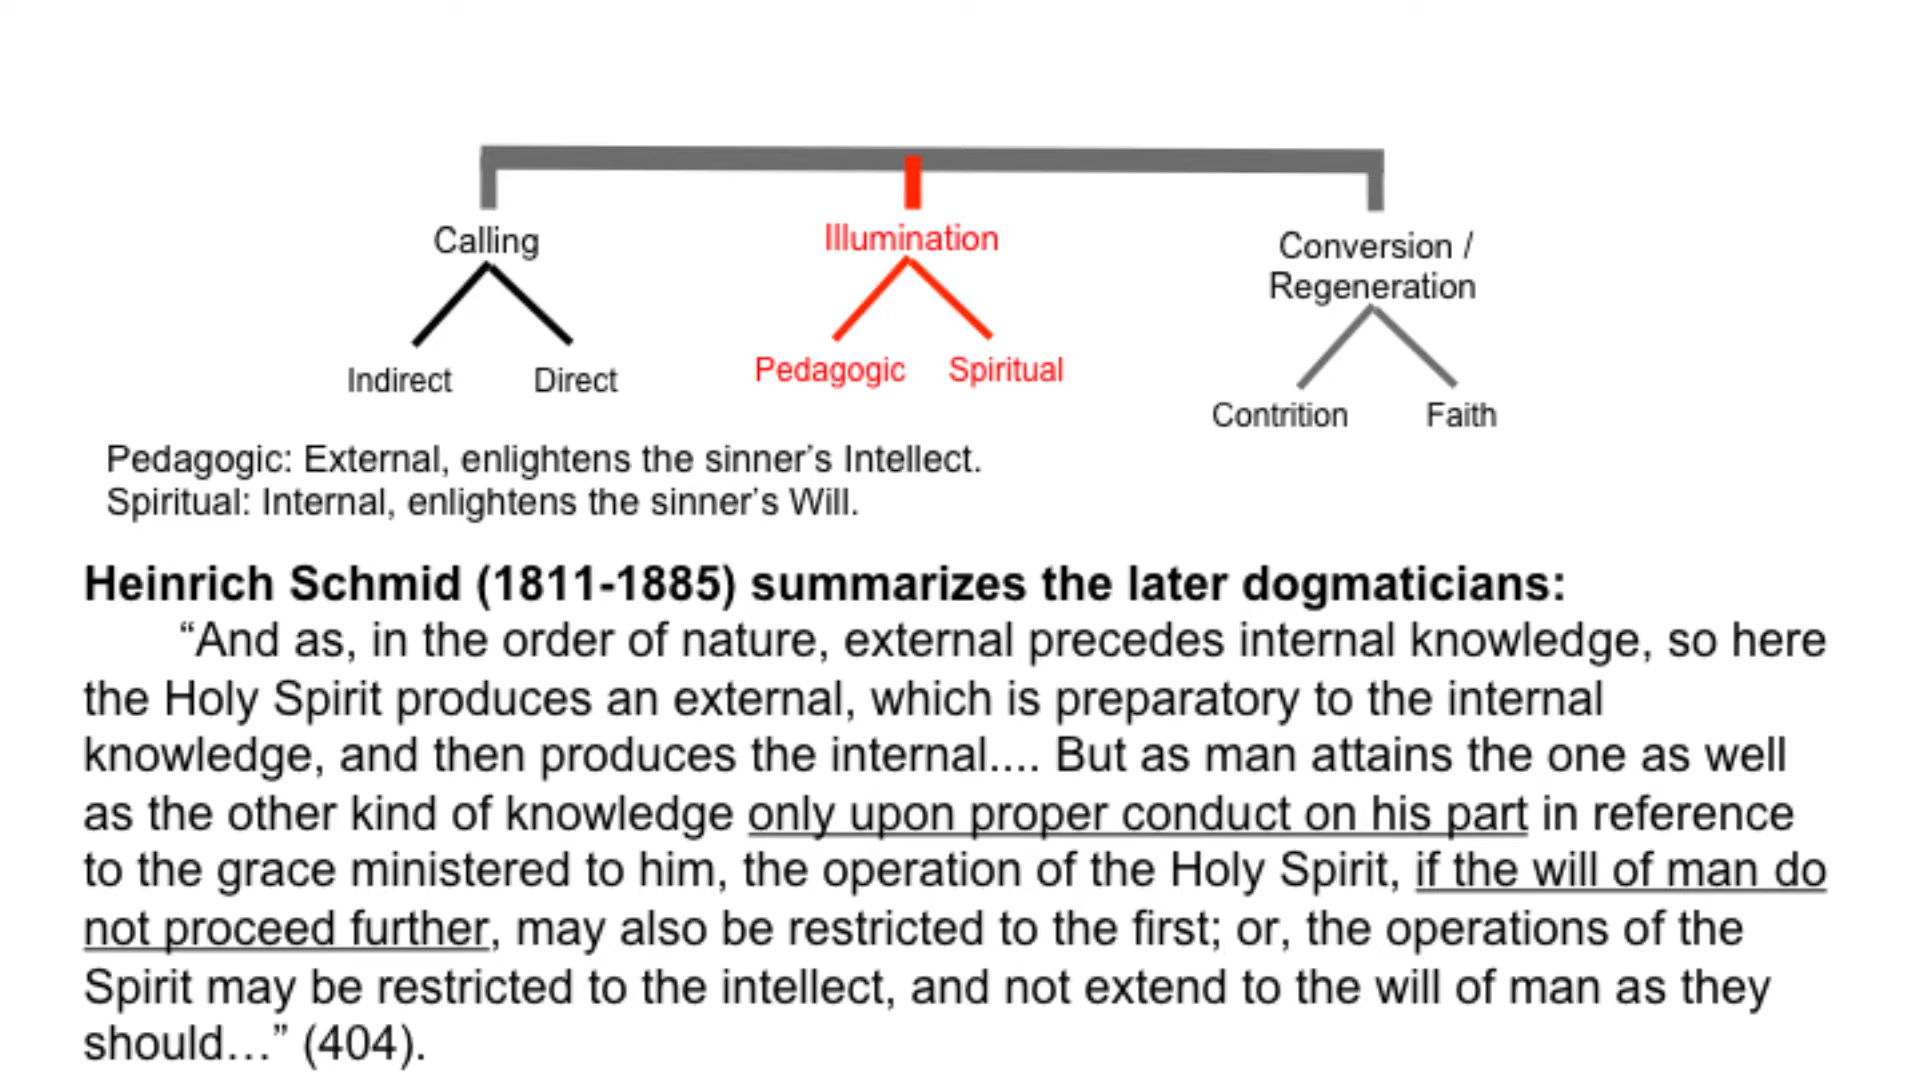 Calling
Illumination
Conversion /
Regeneration
Indirect
Direct
Pedagogic
Spiritual
Contrition
Faith
Pedagogic: External, enlightens the sinner’s Intellect.
Spiritual: Internal, enlightens the sinner’s Will.
Heinrich Schmid (1811-1885) summarizes the later dogmaticians:
“And as, in the order of nature, external precedes internal knowledge, so here
the Holy Spirit produces an external, which is preparatory to the internal
knowledge, and then produces the internal.... But as man attains the one as well
as the other kind of knowledge only upon proper conduct on his part in reference
to the grace ministered to him, the operation of the Holy Spirit, if the will of man do
not proceed further, may also be restricted to the first; or, the operations of the
Spirit may be restricted to the intellect, and not extend to the will of man as they
should…” (404).